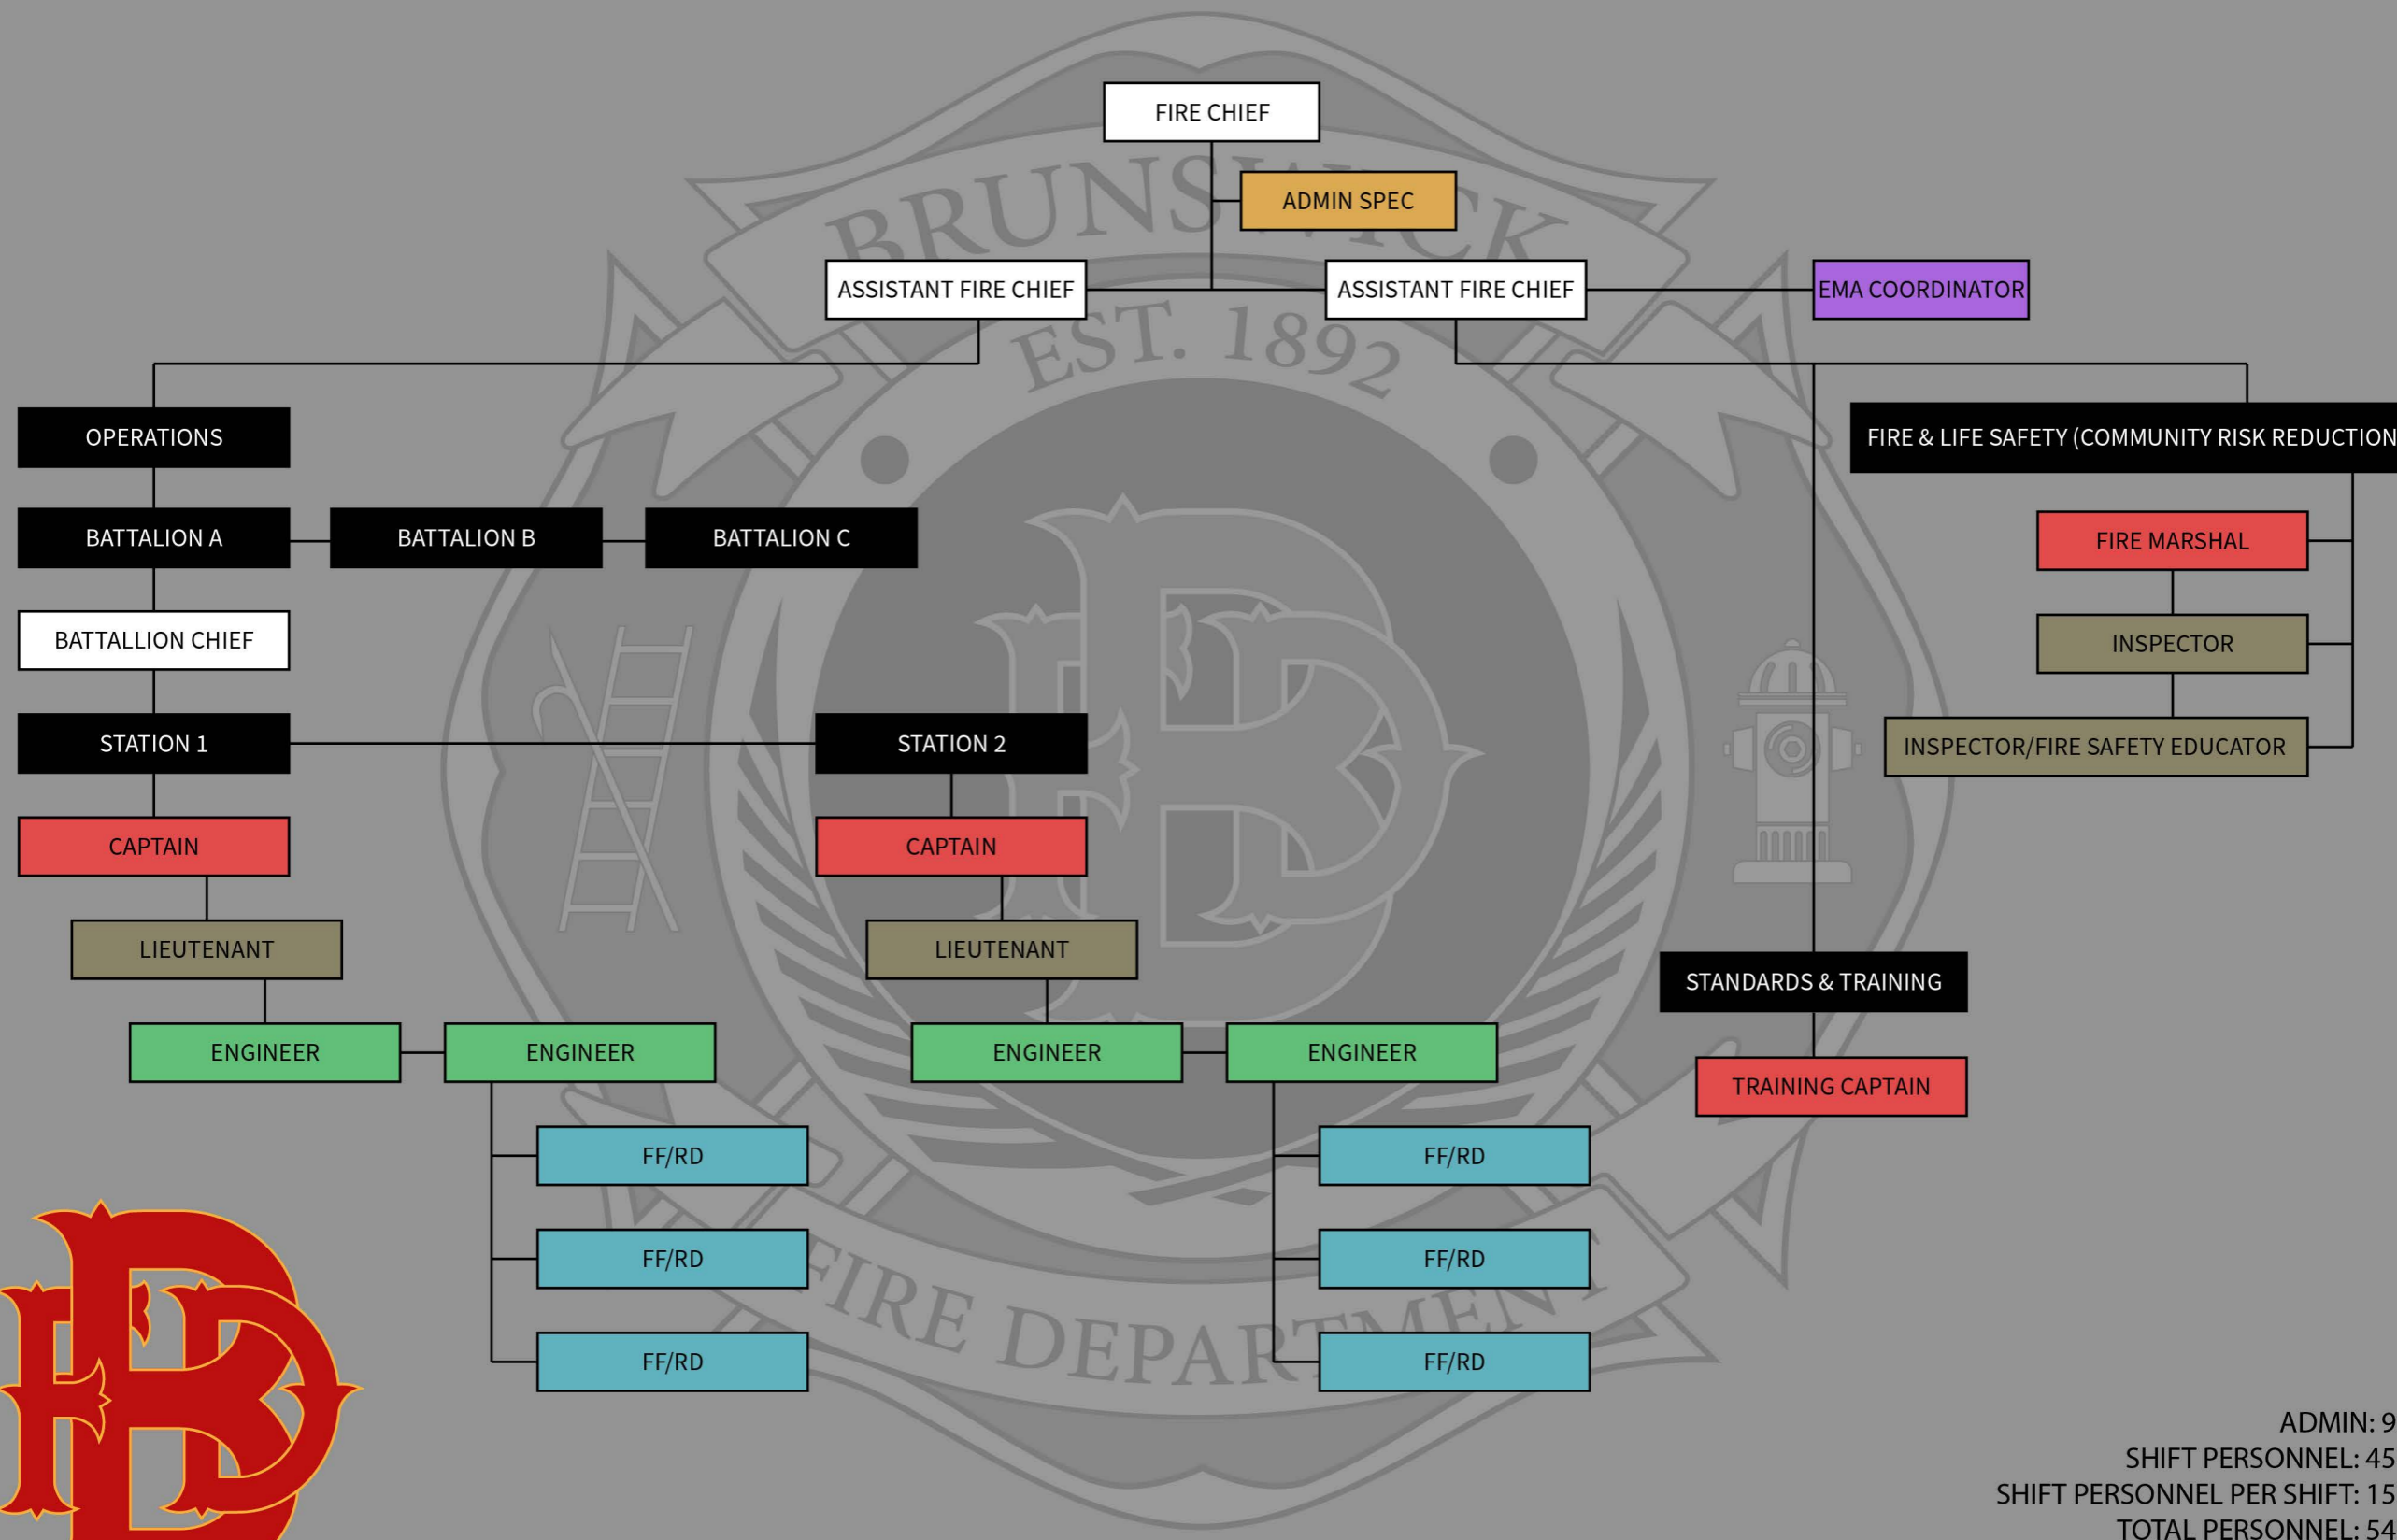 FIRE CHIEF
ADMIN SPEC
BRUNSWICK
ASSISTANT FIRE CHIEF
ASSISTANT FIRE CHIEF
EMA COORDINATOR
EST. 1892
OPERATIONS
FIRE & LIFE SAFETY (COMMUNITY RISK REDUCTION
BATTALION A
BATTALION B
BATTALION C
FIRE MARSHAL
BATTALLION CHIEF
INSPECTOR
STATION 1
STATION 2
INSPECTOR/FIRE SAFETY EDUCATOR
CAPTAIN
CAPTAIN
LIEUTENANT
LIEUTENANT
STANDARDS & TRAINING
ENGINEER
ENGINEER
ENGINEER
ENGINEER
TRAINING CAPTAIN
FF/RD
FF/RD
FF/RD
FF/RD
FF/RD
FF/RD
FIRE DEPARTMENT
ADMIN: 9
SHIFT PERSONNEL: 45
SHIFT PERSONNEL PER SHIFT: 15
TOTAL PERSONNEL: 54